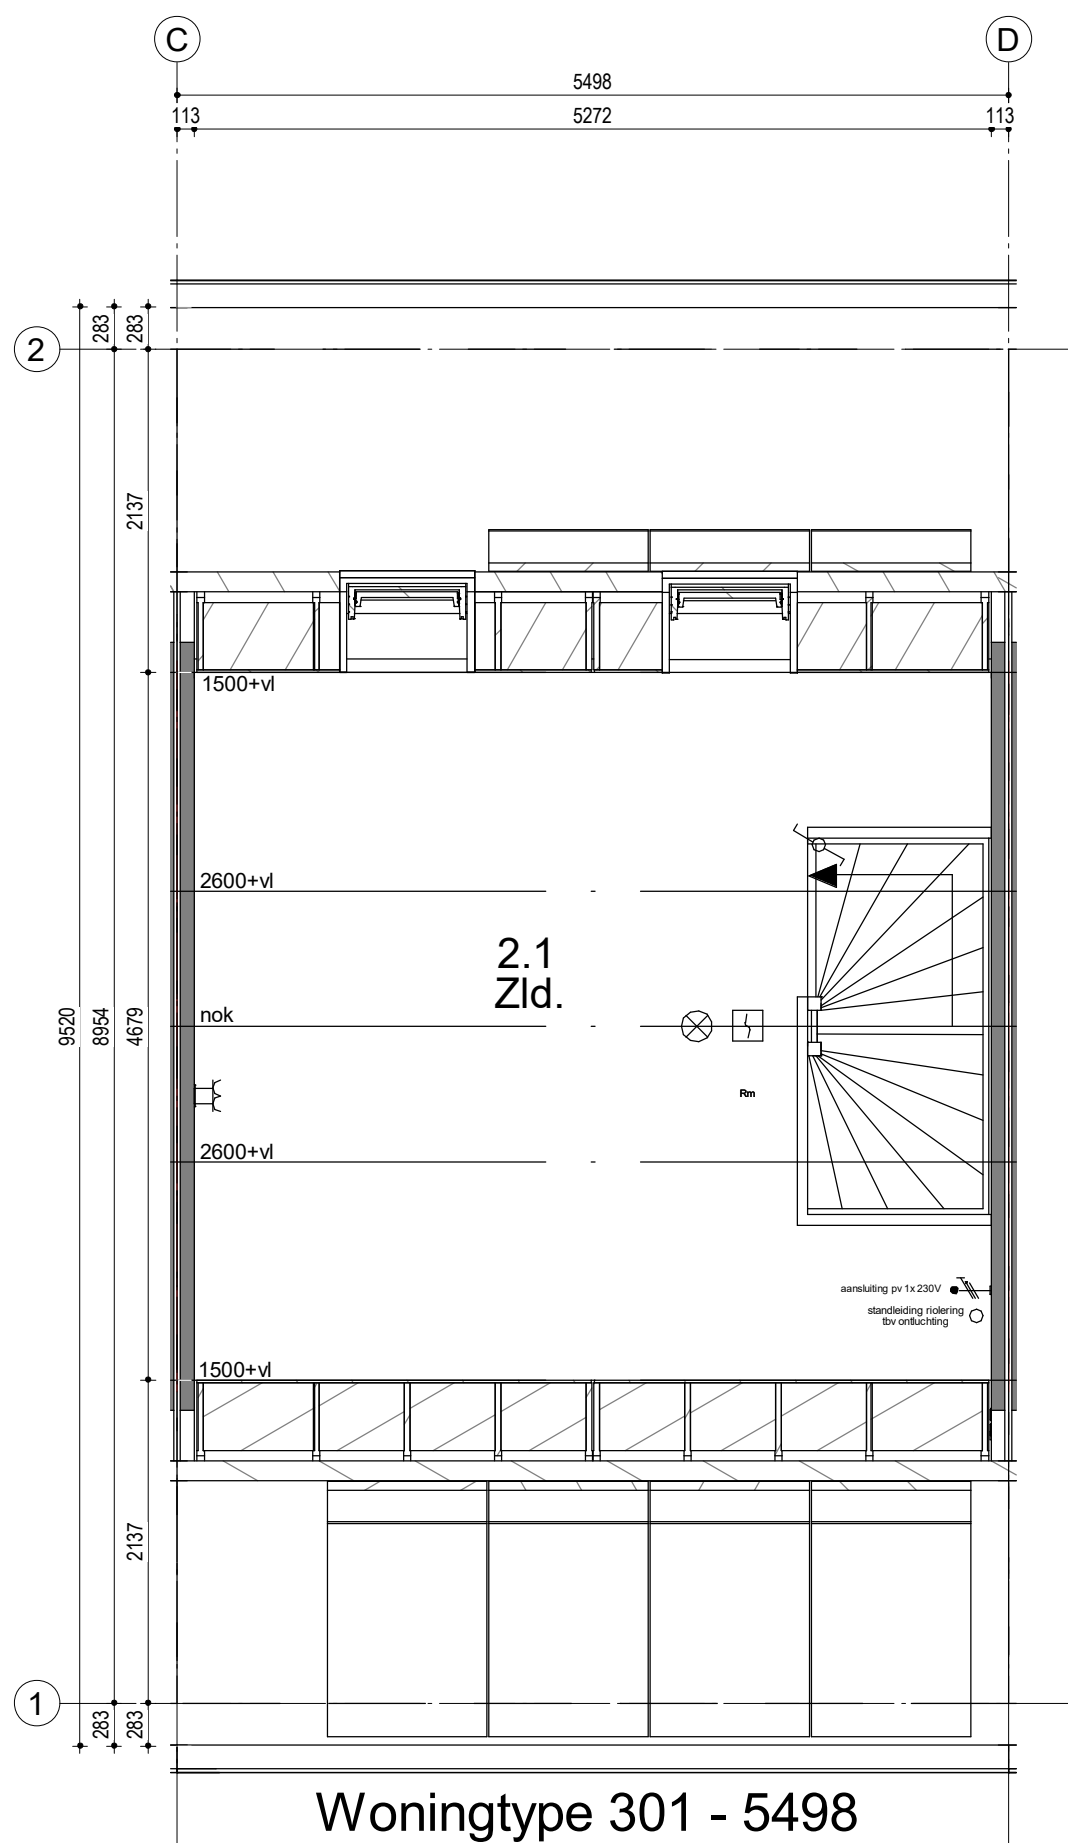 C
D
5498
113
5272
113
283
283
2
2137
1500+vl
2600+vl
2.1
Zld.
nok
9520
8954
4679
Rm
2600+vl
aansluiting pv 1x 230V
standleiding riolering
tbv ontluchting
1500+vl
2137
1
283
283
Woningtype 301 - 5498